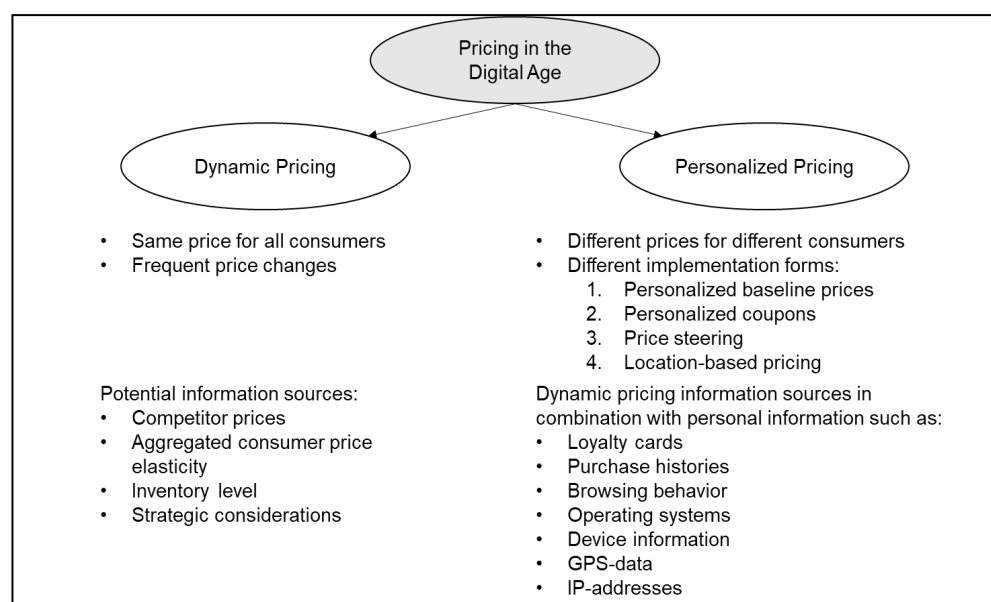 Pricing in the
Digital Age
Dynamic Pricing
Personalized Pricing
• Same price for all consumers
• Frequent price changes
• Different prices for different consumers
• Different implementation forms:
1. Personalized baseline prices
2. Personalized coupons
3. Price steering
4. Location-based pricing
Potential information sources:
• Competitor prices
• Aggregated consumer price
elasticity
• Inventory level
• Strategic considerations
Dynamic pricing information sources in
combination with personal information such as:
• Loyalty cards
• Purchase histories
• Browsing behavior
• Operating systems
• Device information
• GPS-data
• IP-addresses